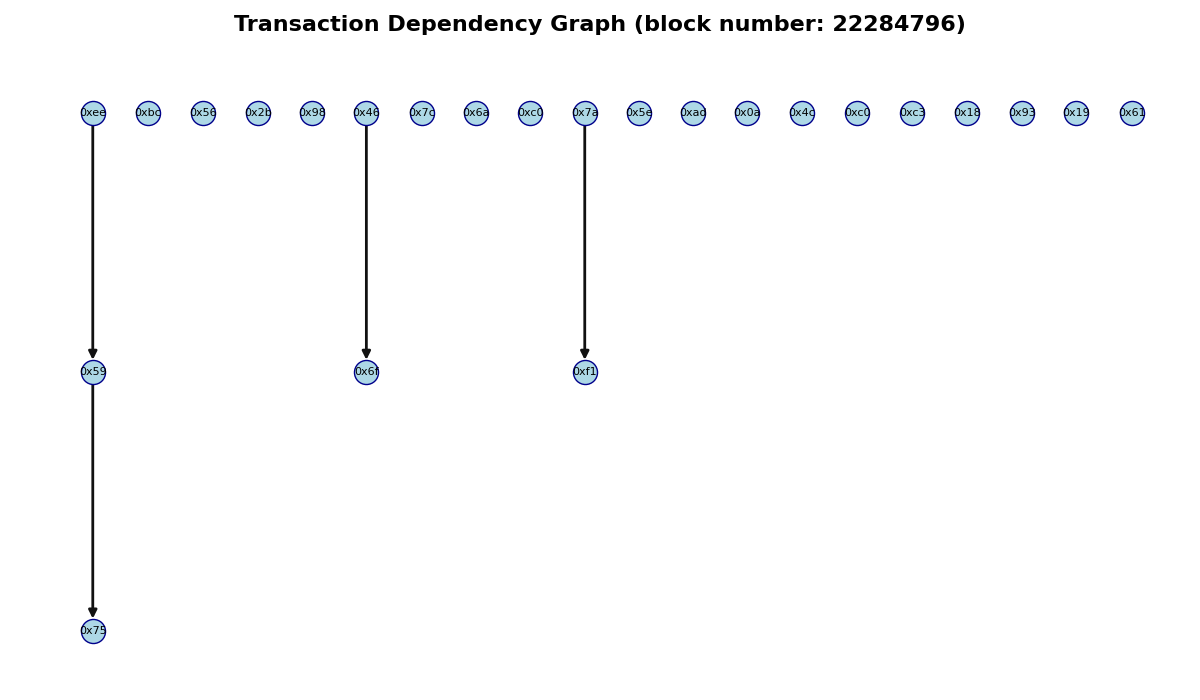 Transaction Dependency Graph (block number: 22284796)
0xee 0xbc 0x56 0x2b 0x98 0x46 0x7c 0x6a 0xc0 0x7a 0x5e 0xad 0x0a 0x4c 0xc0 0xc3 0x18 0x93 0x19 0x61
0x59 0x6f 0xf1
0x75